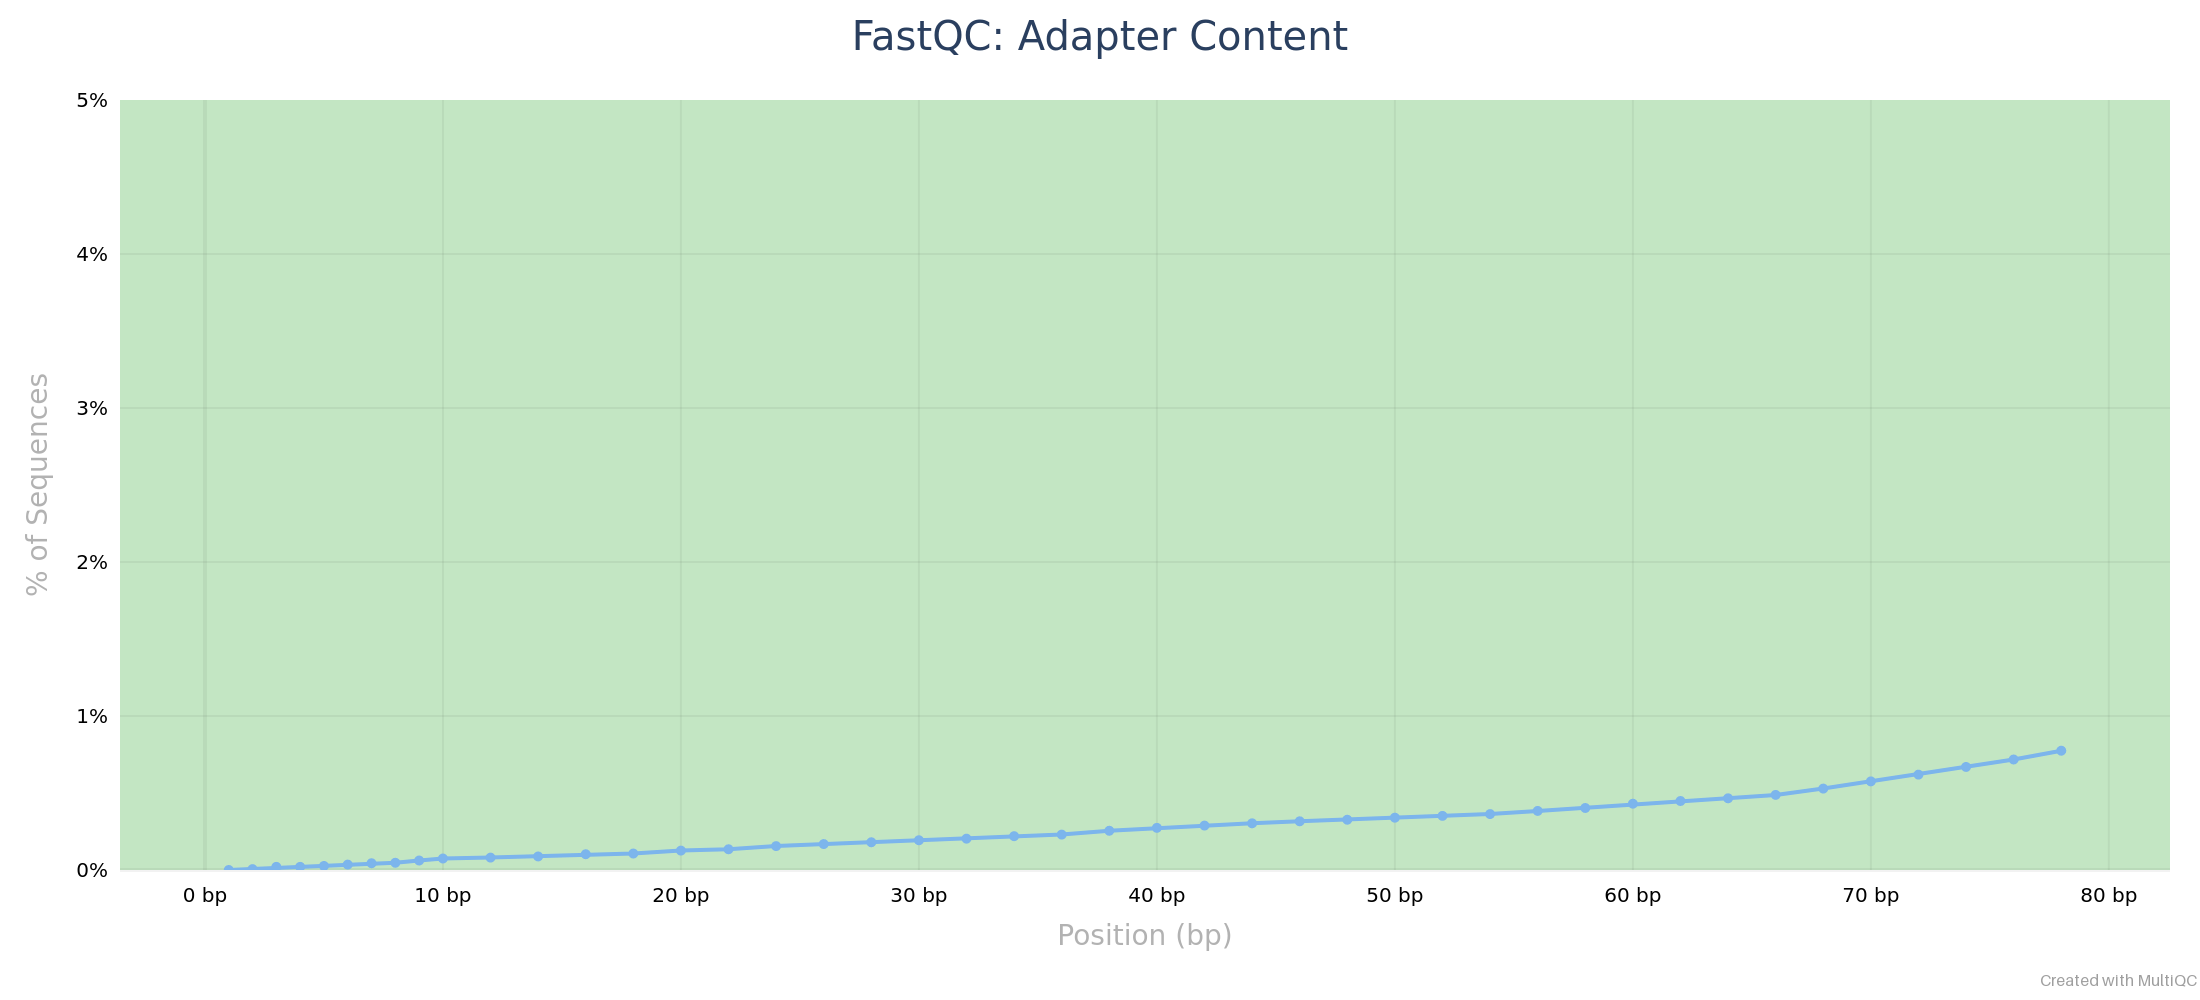 FastQC: Adapter Content
5%
4%
3%
2%
1%
0%
% of Sequences
0 bp 10 bp 20 bp 30 bp 40 bp 50 bp 60 bp 70 bp 80 bp
Position (bp)
Created with MultiQC